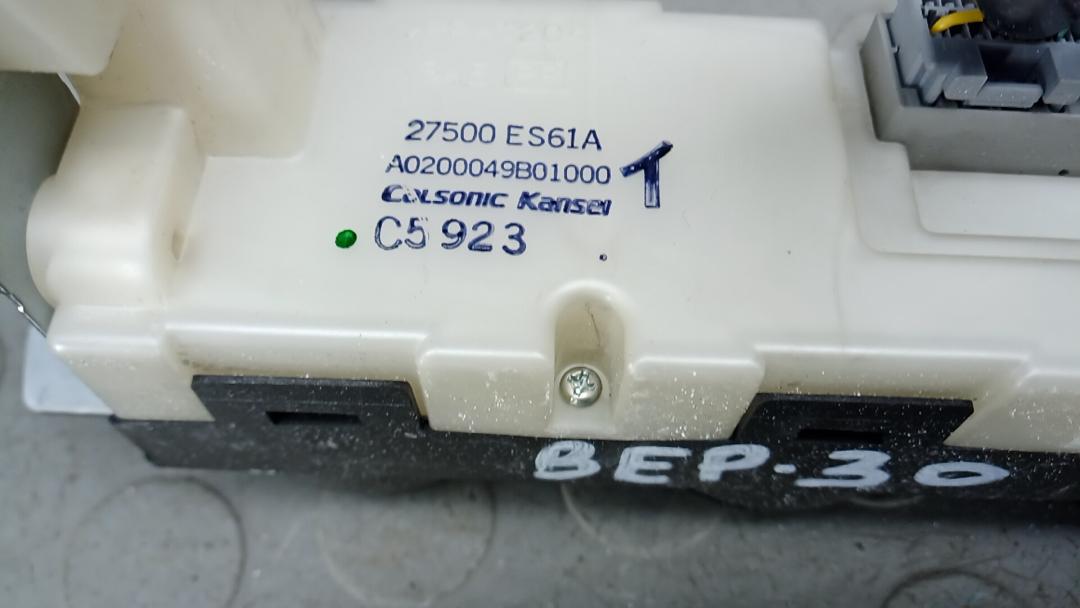 27500 ES61A
A0200049B01000 1
Calsonic Kansei
C5 923
BEP-30